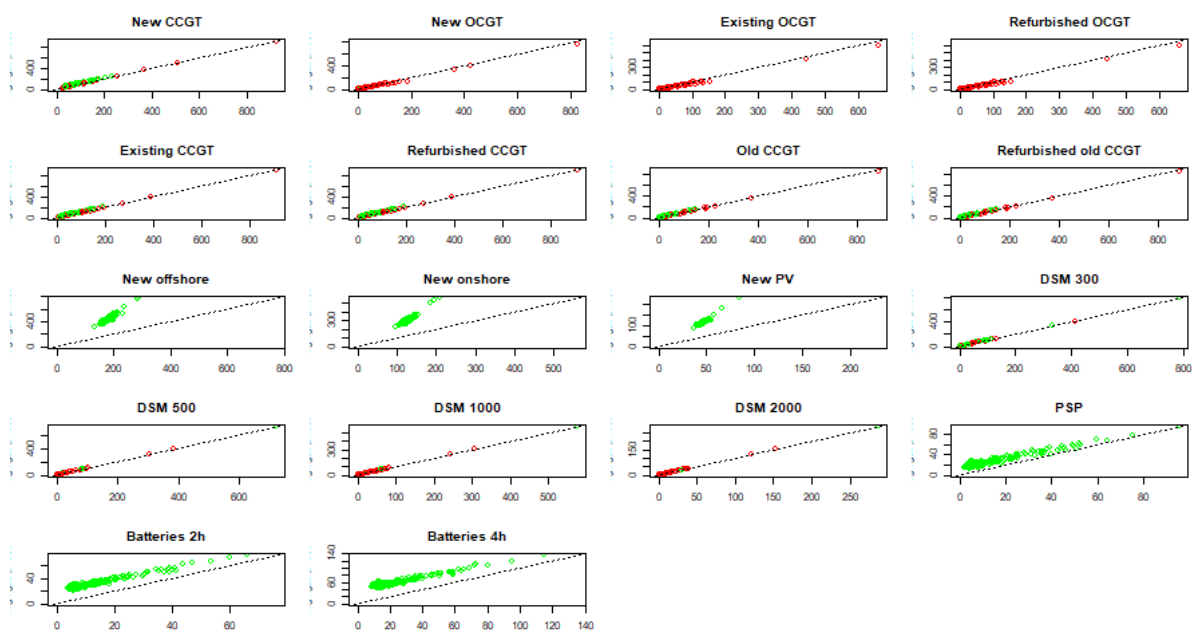 New CCGT New OCGT Existing OCGT Refurbished OCGT
0 400 0 400 0 300 0 300
0 200 400 600 800 0 200 400 600 800 0 100 200 300 400 500 600 0 100 200 300 400 500 600
Existing CCGT Refurbished CCGT Old CCGT Refurbished old CCGT
0 400 0 400 0 400 0 400
0 200 400 600 800 0 200 400 600 800 0 200 400 600 800 0 200 400 600 800
New offshore New onshore New PV DSM 300
0 400 0 300 0 100 0 400
0 200 400 600 800 0 100 200 300 400 500 0 50 100 150 200 0 200 400 600 800
DSM 500 DSM 1000 DSM 2000 PSP
0 400 0 300 0 150 0 20 40 80
0 200 400 600 0 100 200 300 400 500 0 50 100 150 200 250 0 20 40 60 80
Batteries 2h Batteries 4h
0 40 0 60 140
0 20 40 60 0 20 40 60 80 100 120 140